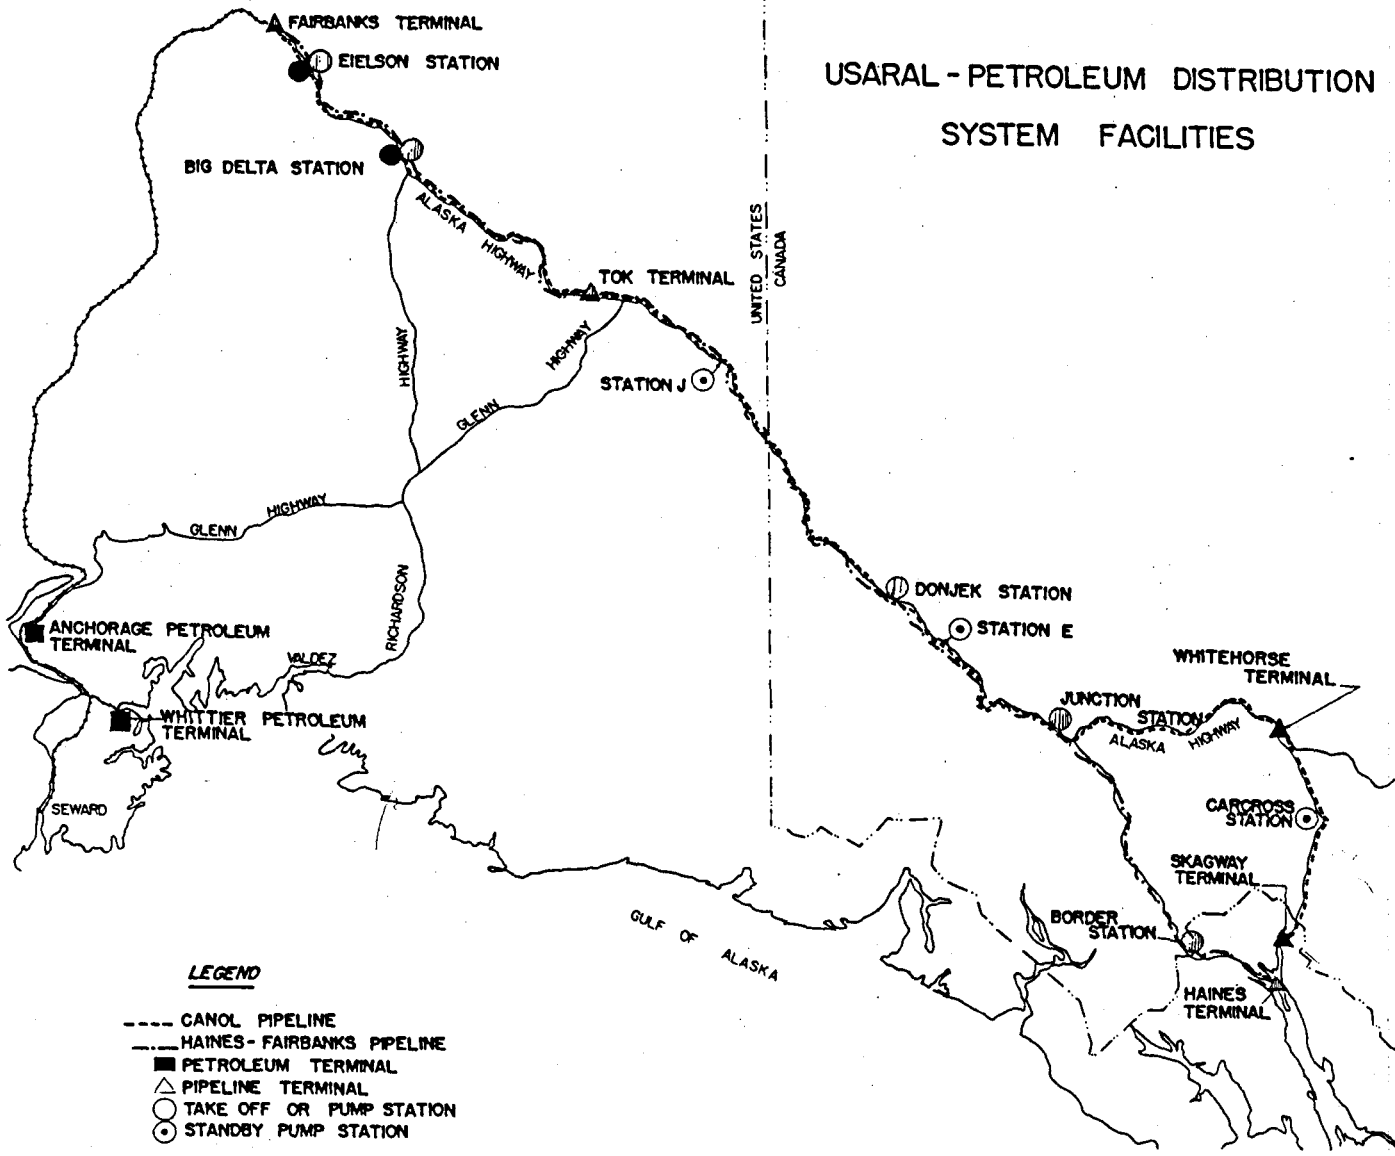 FAIRBANKS TERMINAL
EIELSON STATION
USARAL - PETROLEUM DISTRIBUTION
SYSTEM FACILITIES
BIG DELTA STATION
ALASKA
HIGHWAY
UNITED STATES
CANADA
TOK TERMINAL
HIGHWAY
HIGHWAY
STATION J
GLENN
HIGHWAY
GLENN
RICHARDSON
DONJEK STATION
STATION E
ANCHORAGE PETROLEUM
TERMINAL
VALDEZ
WHITEHORSE
TERMINAL
JUNCTION
STATION
ALASKA
HIGHWAY
WHITTIER PETROLEUM
TERMINAL
SEWARD
CARCROSS
STATION
SKAGWAY
TERMINAL
GULF OF ALASKA
BORDER
STATION
HAINES
TERMINAL
LEGEND
CANOL PIPELINE
HAINES - FAIRBANKS PIPELINE
PETROLEUM TERMINAL
PIPELINE TERMINAL
TAKE OFF OR PUMP STATION
STANDBY PUMP STATION